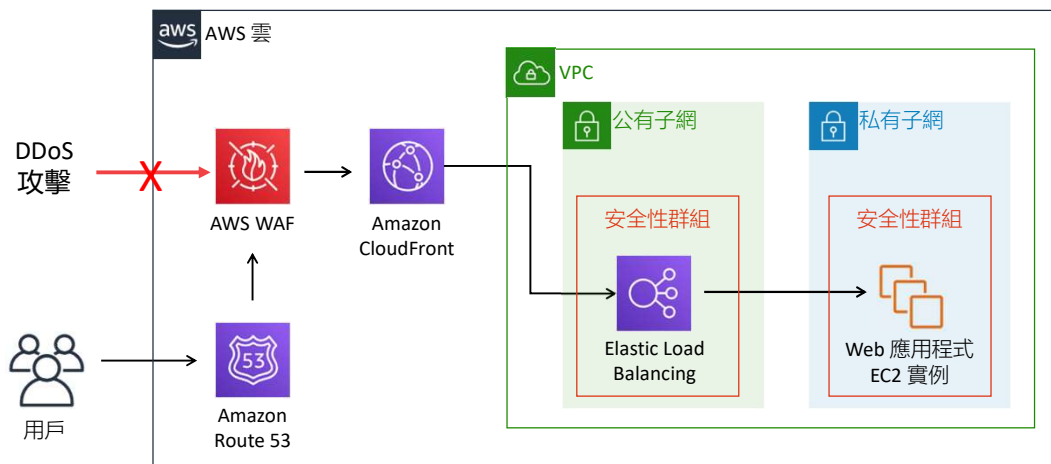 aws
AWS 雲
VPC
公有子網
私有子網
DDoS
攻擊
AWS WAF
Amazon
CloudFront
安全性群組
安全性群組
Elastic Load
Balancing
Web 應用程式
EC2 實例
53
用戶
Amazon
Route 53